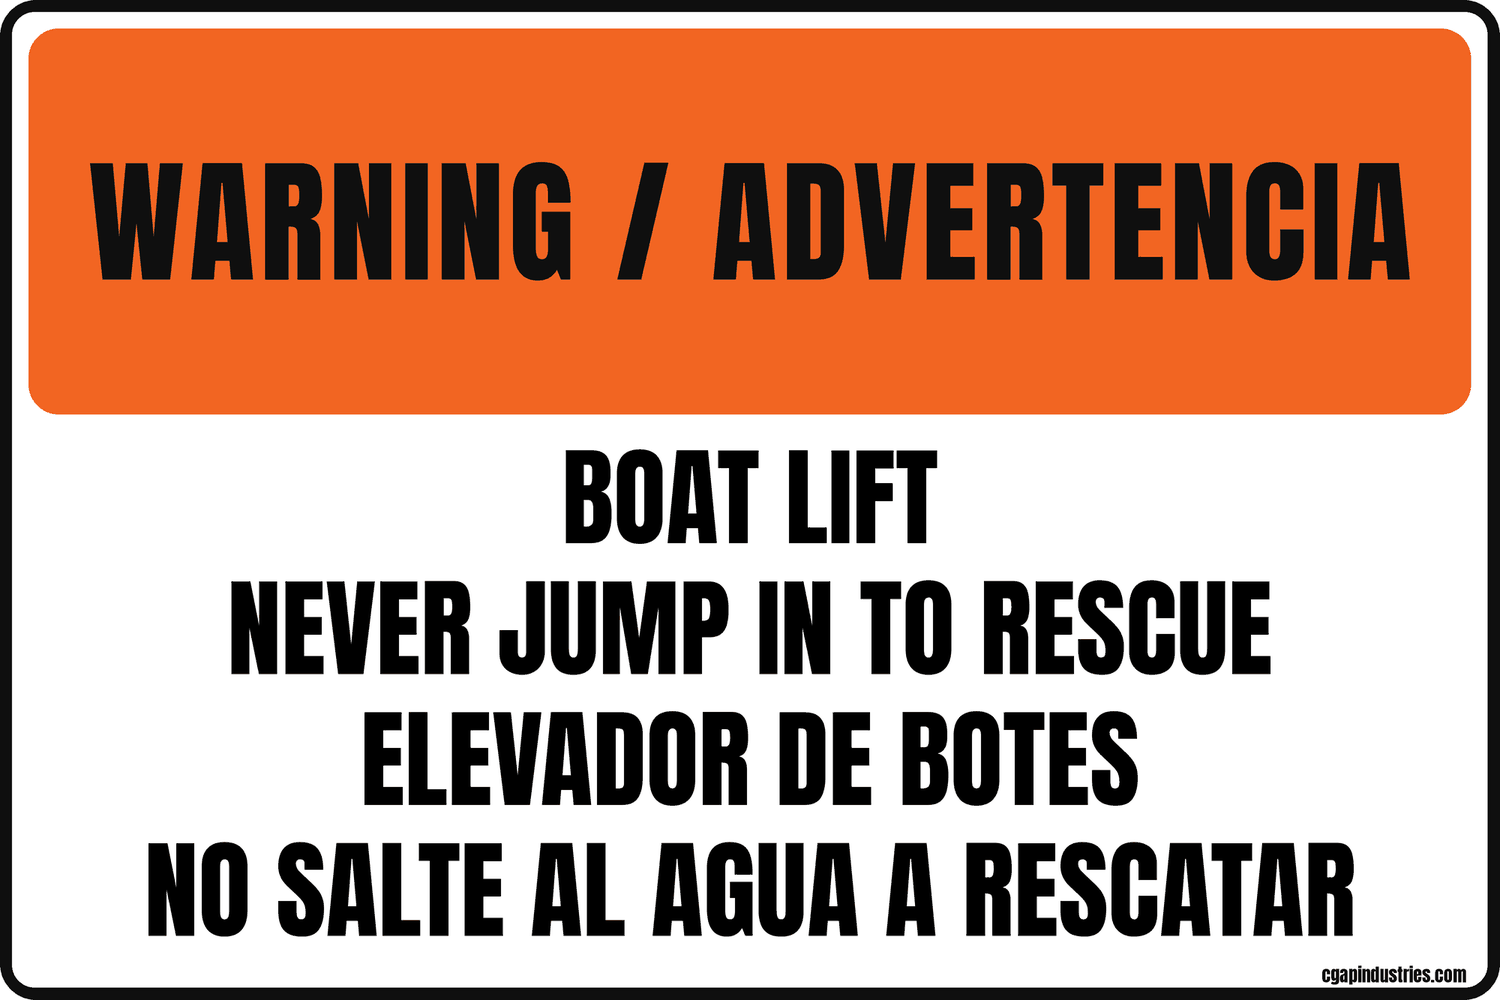 WARNING / ADVERTENCIA
BOAT LIFT
NEVER JUMP IN TO RESCUE
ELEVADOR DE BOTES
NO SALTE AL AGUA A RESCATAR
cgapindustries.com